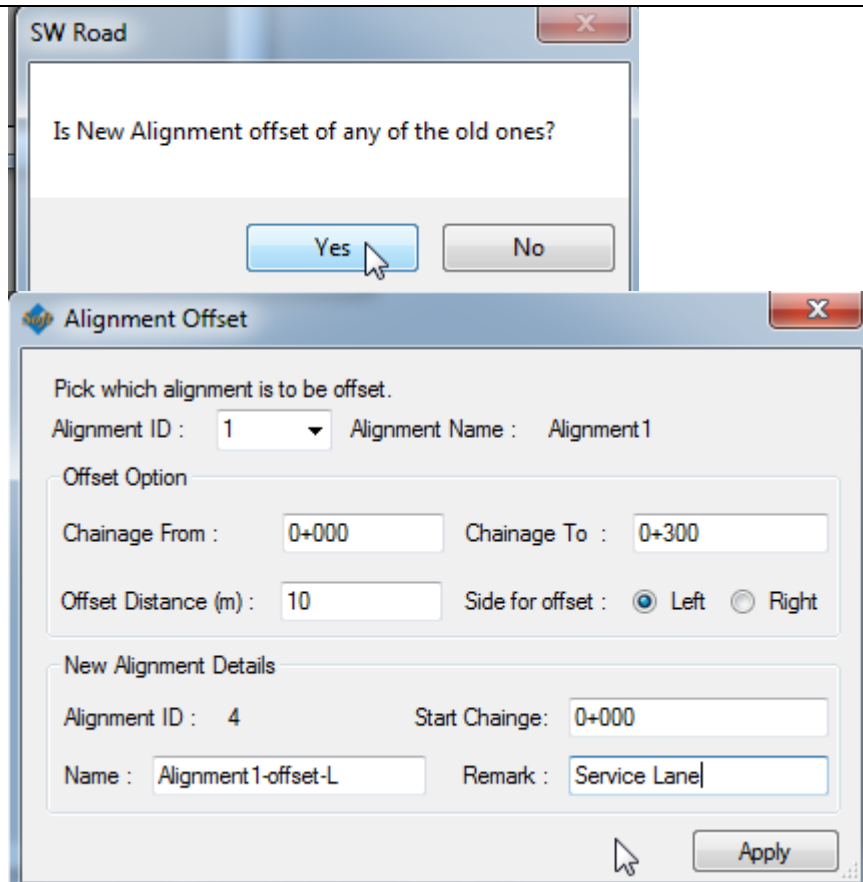 SW Road
Is New Alignment offset of any of the old ones?
Yes No
Alignment Offset
Pick which alignment is to be offset.
Alignment ID : 1 Alignment Name : Alignment1
Offset Option
Chainage From : 0+000 Chainage To : 0+300
Offset Distance (m) : 10 Side for offset : Left Right
New Alignment Details
Alignment ID : 4 Start Chainge: 0+000
Name : Alignment1-offset-L Remark : Service Lane
Apply